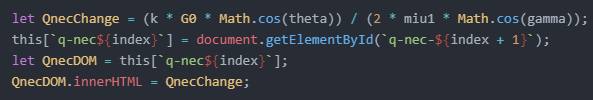 let QnecChange = (k * G0 * Math.cos(theta)) / (2 * miu1 * Math.cos(gamma));
this[`q-nec${index}`] = document.getElementById(`q-nec-${index + 1}`);
let QnecDOM = this[`q-nec${index}`];
QnecDOM.innerHTML = QnecChange;